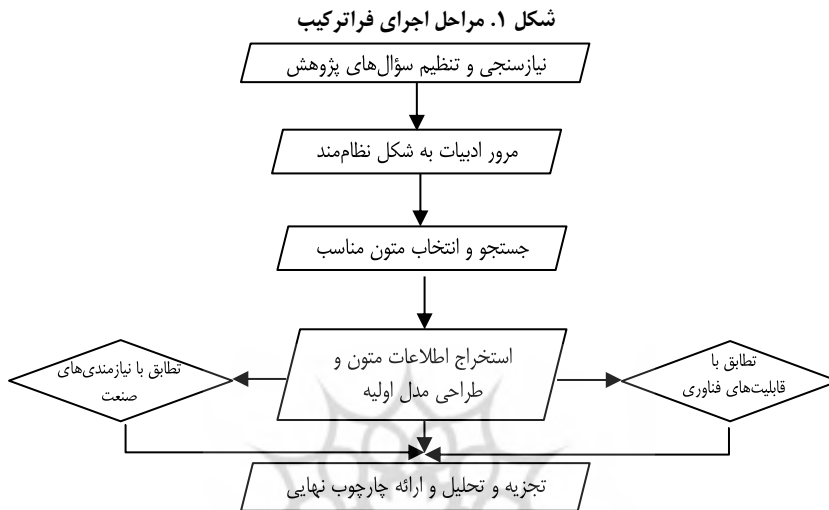 شکل ۱. مراحل اجرای فراترکیب
نیازسنجی و تنظیم سؤال‌های پژوهش
مرور ادبیات به شکل نظام‌مند
جستجو و انتخاب متون مناسب
استخراج اطلاعات متون و
طراحی مدل اولیه
تطابق با
قابلیت‌های فناوری
تطابق با نیازمندی‌های
صنعت
تجزیه و تحلیل و ارائه چارچوب نهایی